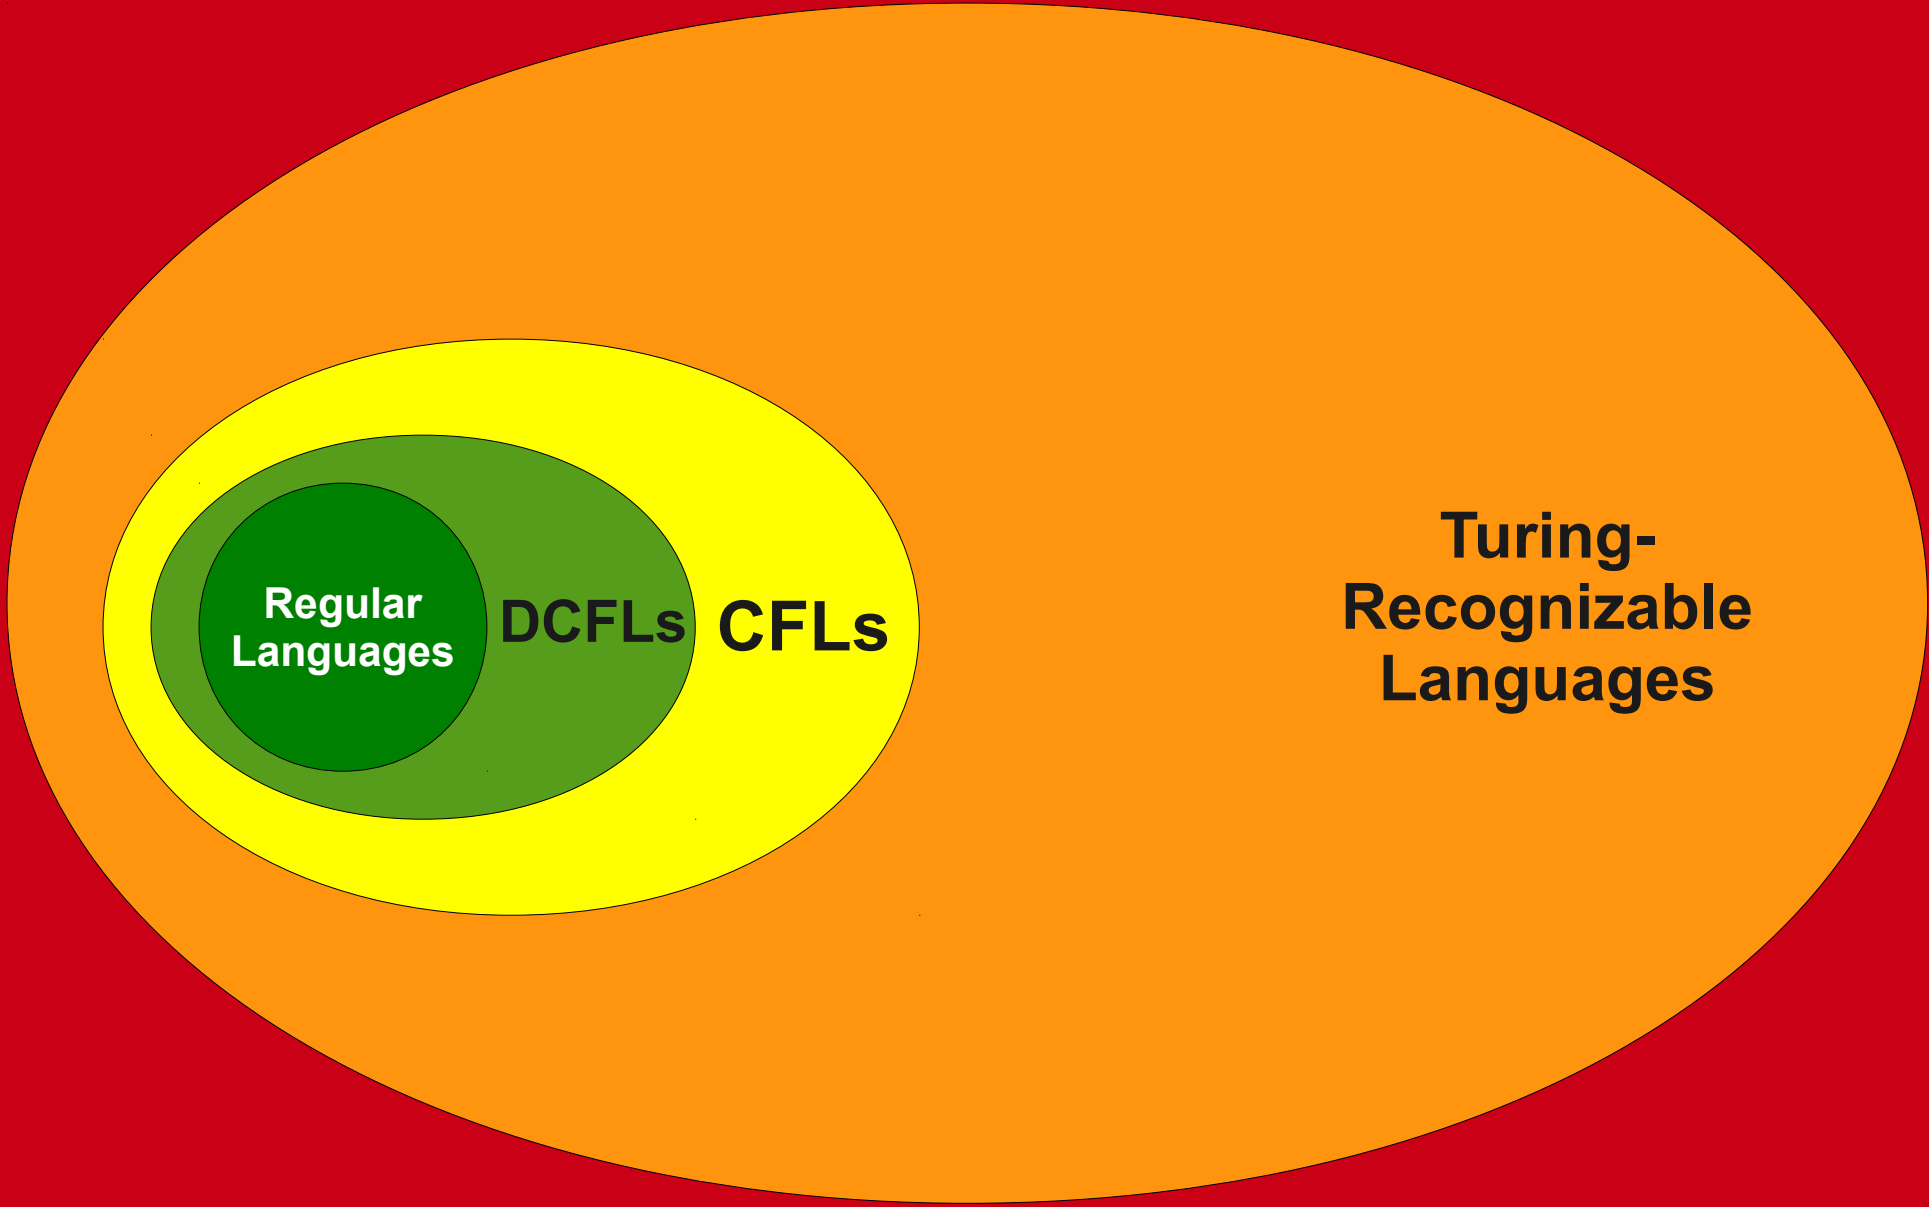 Regular
Languages
DCFLs
CFLs
Turing-
Recognizable
Languages